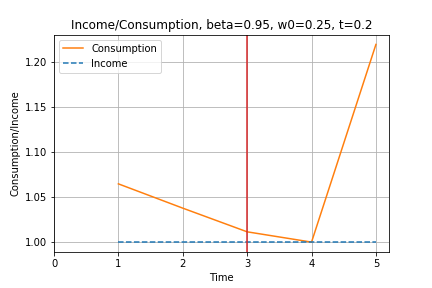 Income/Consumption, beta=0.95, w0=0.25, t=0.2
Consumption
Income
Consumption/Income
1.20
1.15
1.10
1.05
1.00
0 1 2 3 4 5
Time